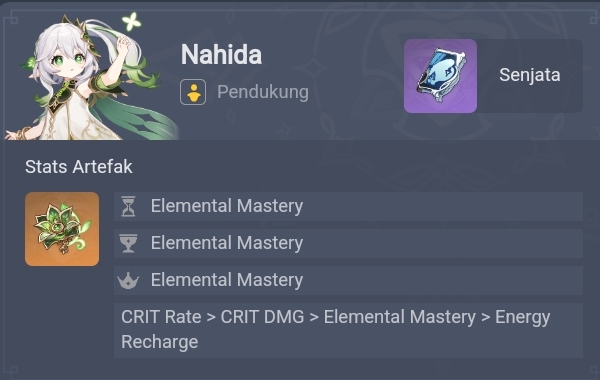 Nahida
Pendukung
Senjata
Stats Artefak
Elemental Mastery
Elemental Mastery
Elemental Mastery
CRIT Rate > CRIT DMG > Elemental Mastery > Energy
Recharge